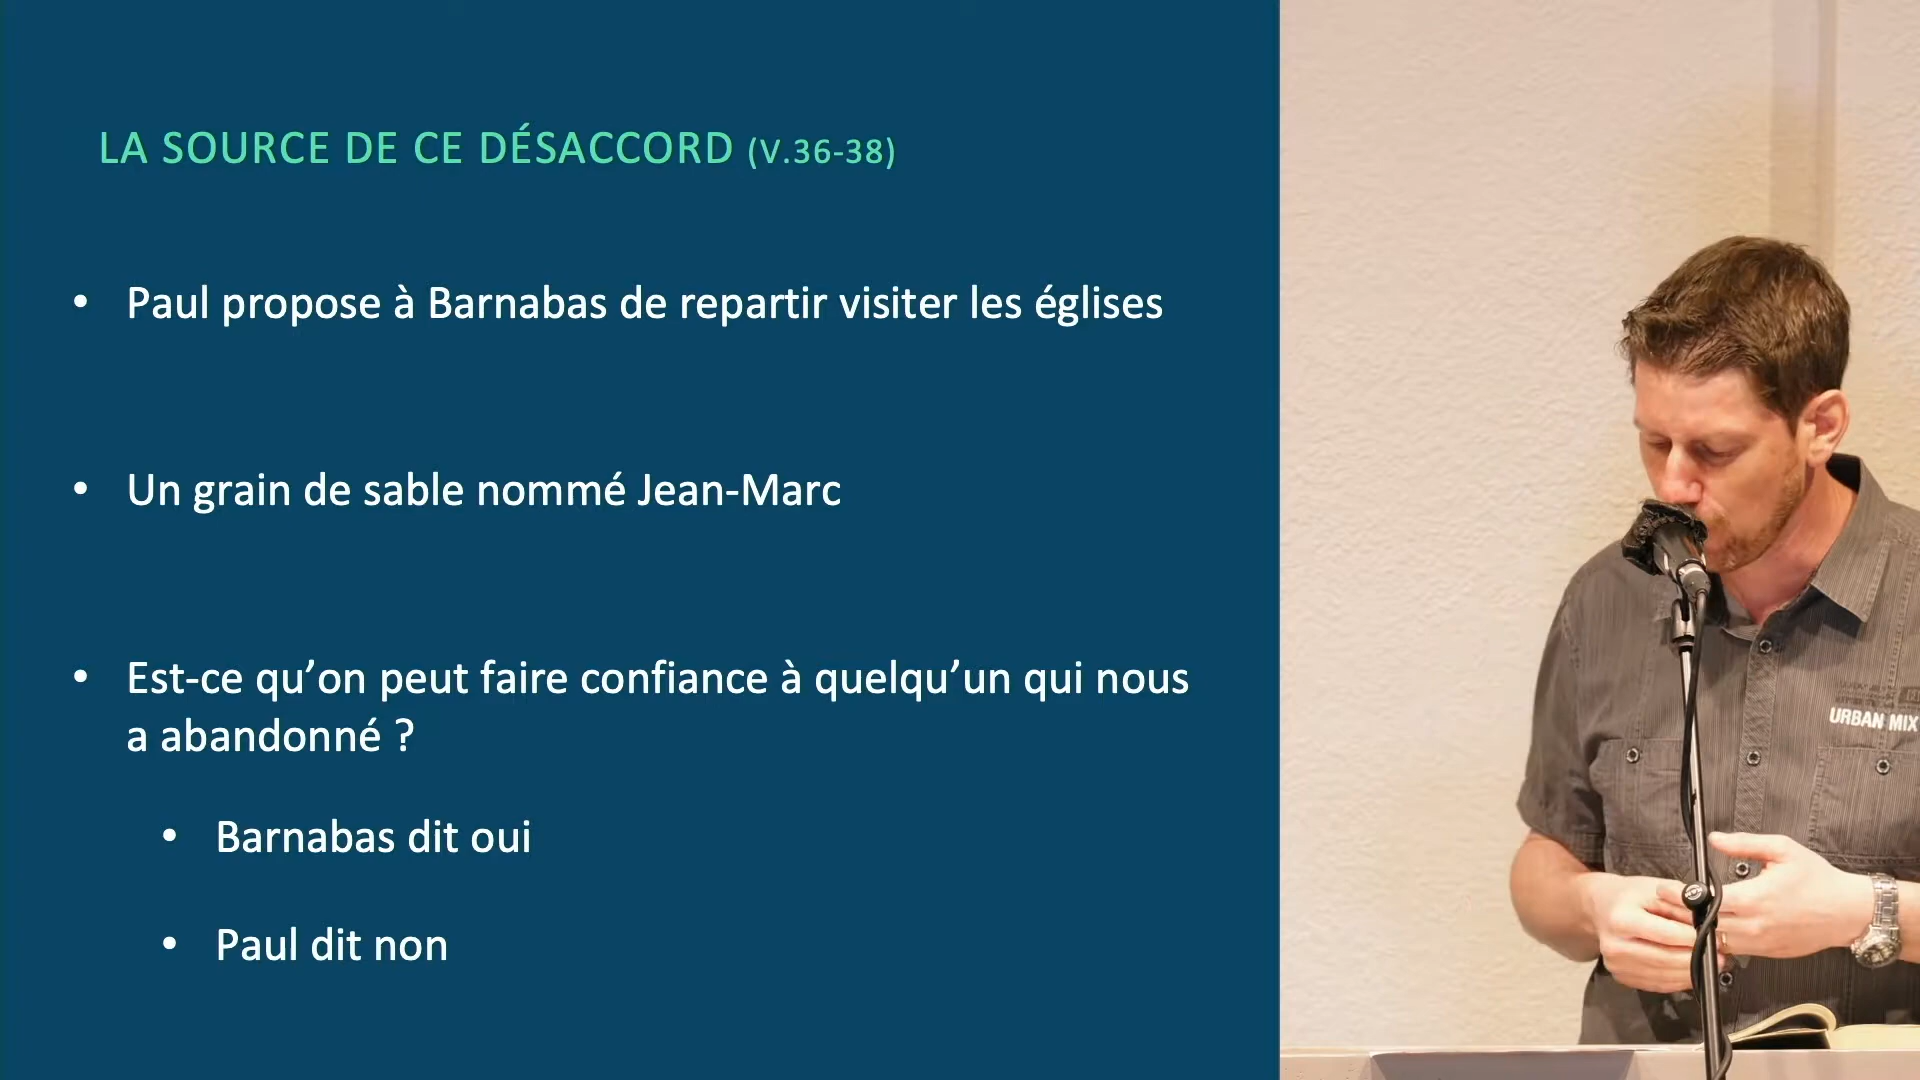 LA SOURCE DE CE DÉSACCORD (V.36-38)
• Paul propose à Barnabas de repartir visiter les églises
• Un grain de sable nommé Jean-Marc
• Est-ce qu’on peut faire confiance à quelqu’un qui nous
a abandonné ?
• Barnabas dit oui
• Paul dit non
URBAN MIX